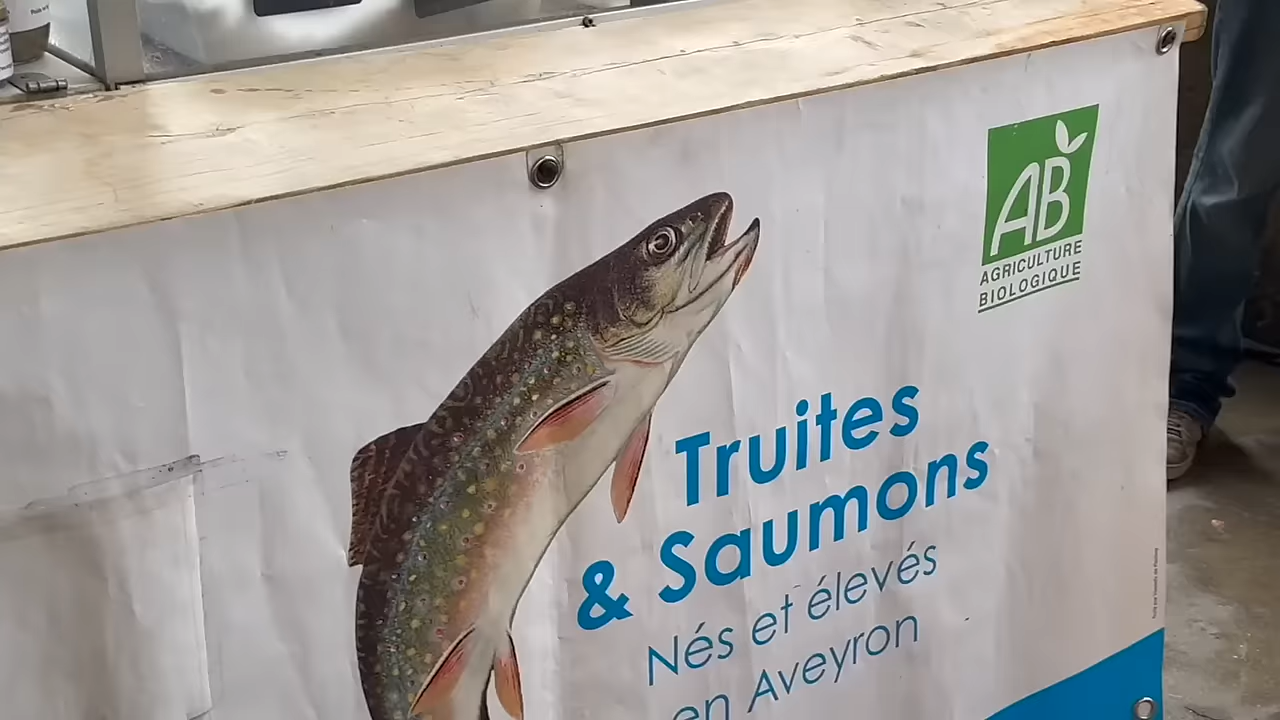 AB
AGRICULTURE
BIOLOGIQUE
Truites
& Saumons
Nés et élevés
en Aveyron